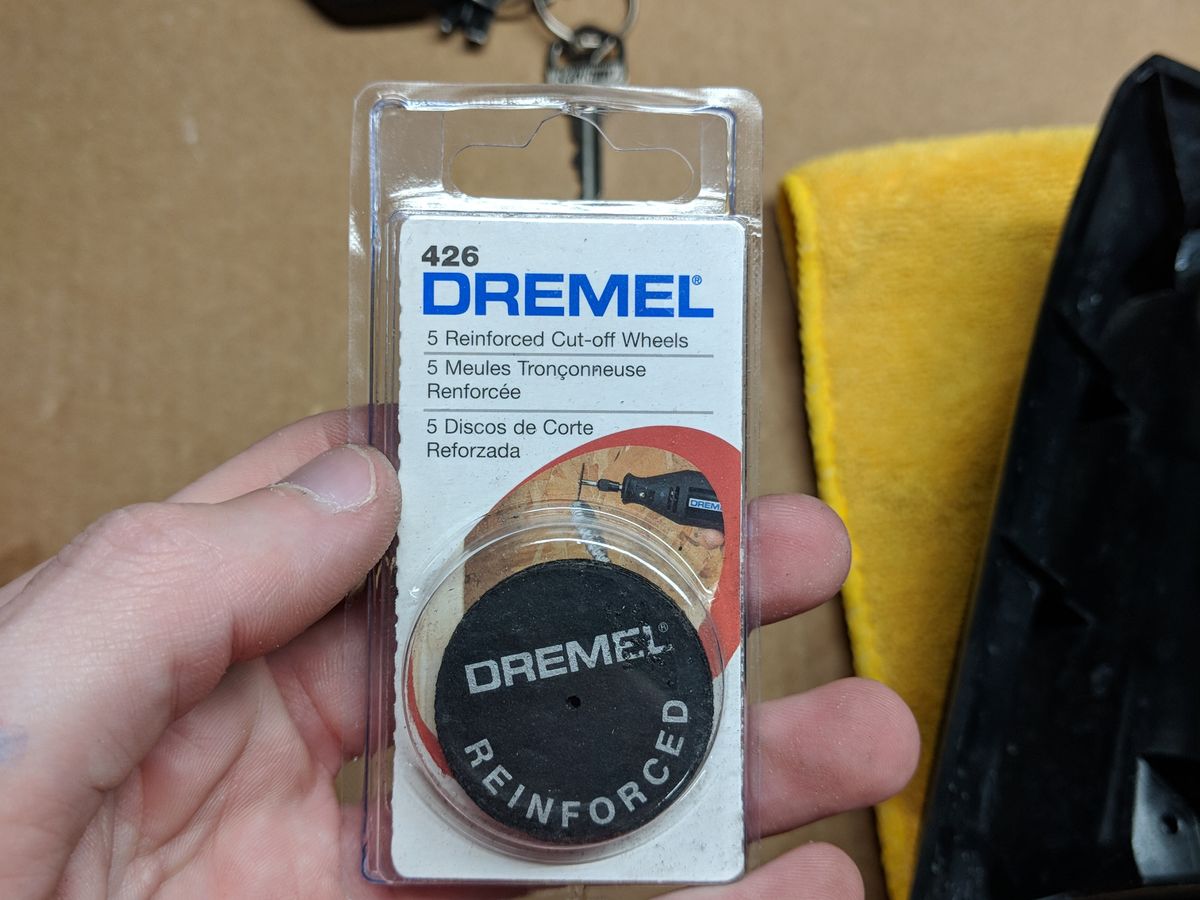 426
DREMEL®
5 Reinforced Cut-off Wheels
5 Meules Tronçonneuse
Renforcée
5 Discos de Corte
Reforzada
DREMEL®
REINFORCED